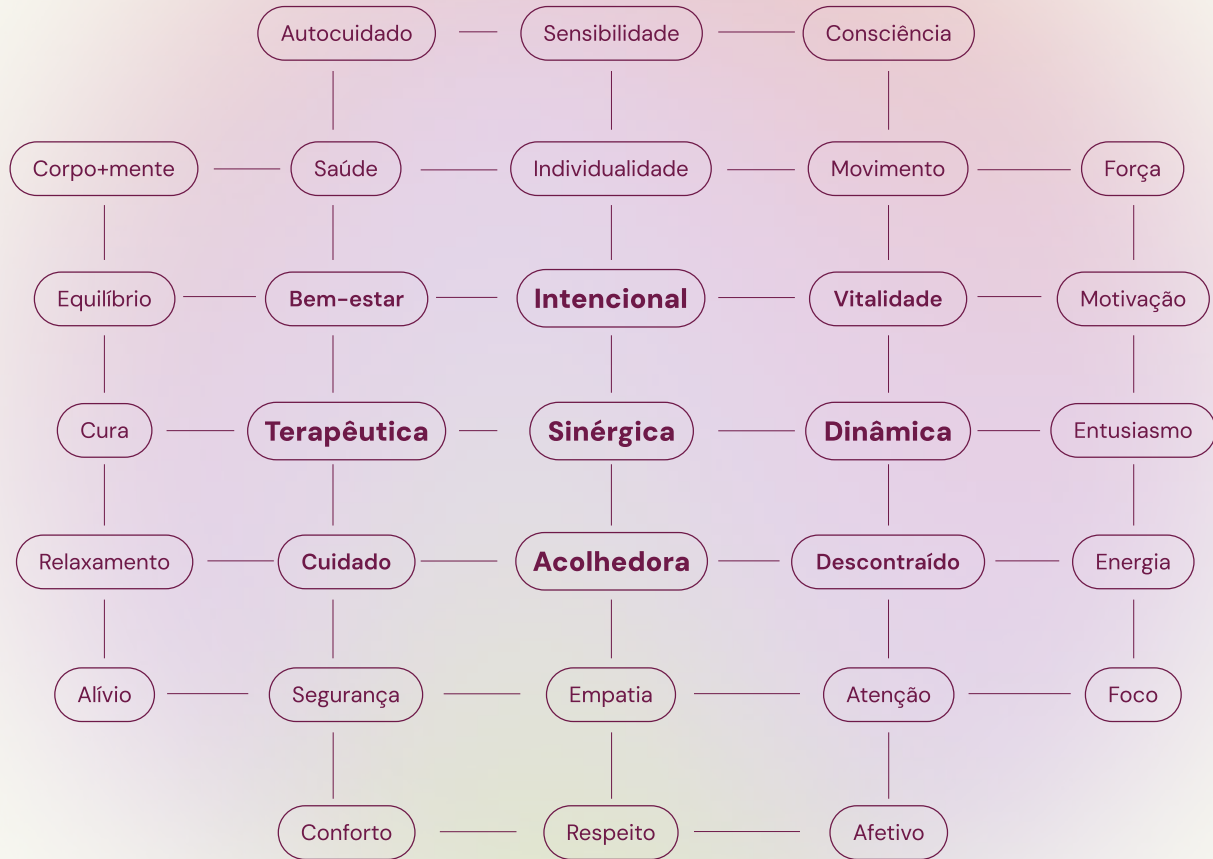 Autocuidado
Sensibilidade
Consciência
Corpo+mente
Saúde
Individualidade
Movimento
Força
Equilíbrio
Bem-estar
Intencional
Vitalidade
Motivação
Cura
Terapêutica
Sinérgica
Dinâmica
Entusiasmo
Relaxamento
Cuidado
Acolhedora
Descontraído
Energia
Alívio
Segurança
Empatia
Atenção
Foco
Conforto
Respeito
Afetivo